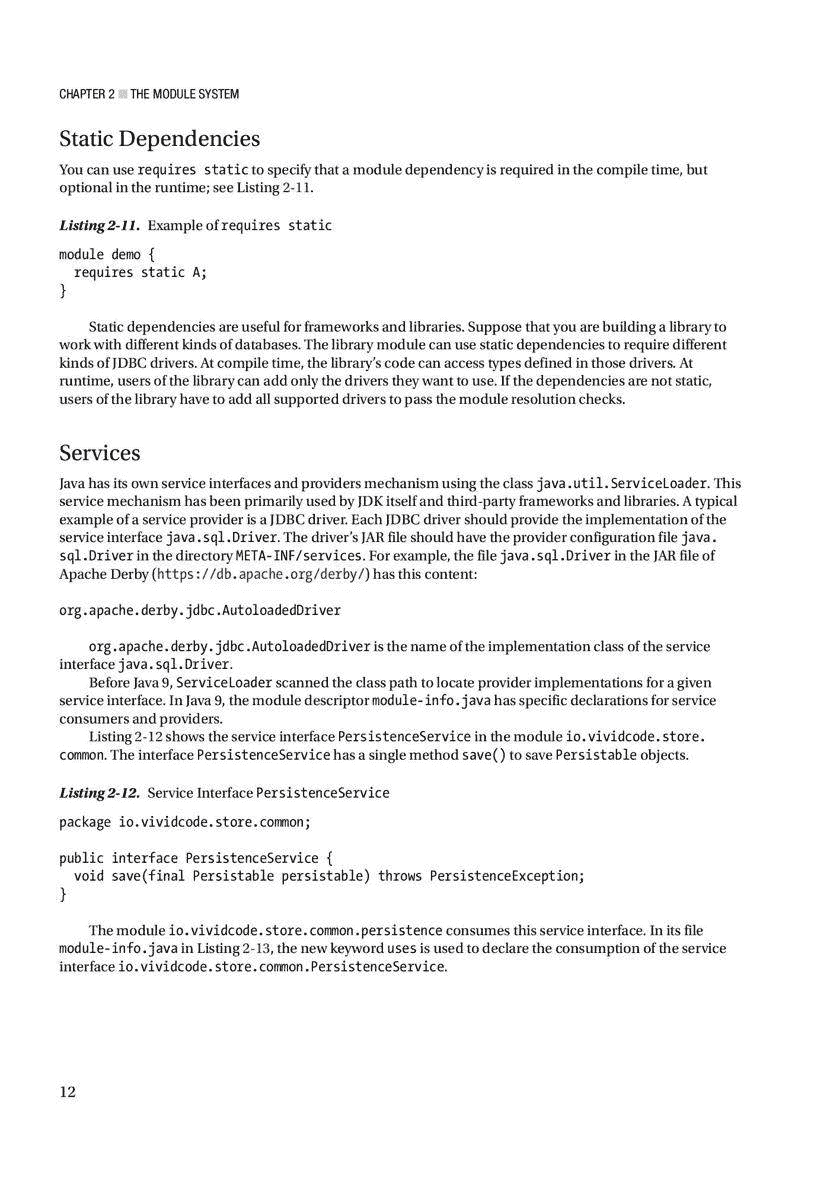 CHAPTER 2 ■ THE MODULE SYSTEM
Static Dependencies
You can use requires static to specify that a module dependency is required in the compile time, but
optional in the runtime; see Listing 2-11.
Listing 2-11. Example of requires static
module demo {
  requires static A;
}
Static dependencies are useful for frameworks and libraries. Suppose that you are building a library to
work with different kinds of databases. The library module can use static dependencies to require different
kinds of JDBC drivers. At compile time, the library's code can access types defined in those drivers. At
runtime, users of the library can add only the drivers they want to use. If the dependencies are not static,
users of the library have to add all supported drivers to pass the module resolution checks.
Services
Java has its own service interfaces and providers mechanism using the class java.util.ServiceLoader. This
service mechanism has been primarily used by JDK itself and third-party frameworks and libraries. A typical
example of a service provider is a JDBC driver. Each JDBC driver should provide the implementation of the
service interface java.sql.Driver. The driver's JAR file should have the provider configuration file java.
sql.Driver in the directory META-INF/services. For example, the file java.sql.Driver in the JAR file of
Apache Derby (https://db.apache.org/derby/) has this content:
org.apache.derby.jdbc.AutoloadedDriver
org.apache.derby.jdbc.AutoloadedDriver is the name of the implementation class of the service
interface java.sql.Driver.
Before Java 9, ServiceLoader scanned the class path to locate provider implementations for a given
service interface. In Java 9, the module descriptor module-info.java has specific declarations for service
consumers and providers.
Listing 2-12 shows the service interface PersistenceService in the module io.vividcode.store.
common. The interface PersistenceService has a single method save() to save Persistable objects.
Listing 2-12. Service Interface PersistenceService
package io.vividcode.store.common;
public interface PersistenceService {
  void save(final Persistable persistable) throws PersistenceException;
}
The module io.vividcode.store.common.persistence consumes this service interface. In its file
module-info.java in Listing 2-13, the new keyword uses is used to declare the consumption of the service
interface io.vividcode.store.common.PersistenceService.
12